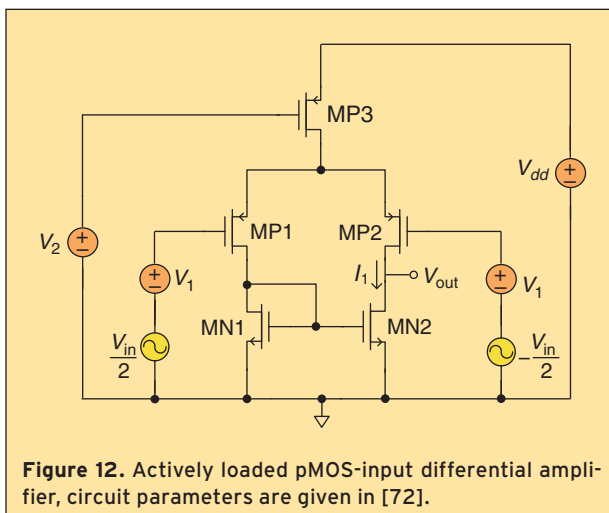 MP3
V_dd
±
MP1
MP2
V_2
±
±
V_1
I_1
V_out
±
V_1
MN1
MN2
V_in/2
-V_in/2
Figure 12. Actively loaded pMOS-input differential ampli-
fier, circuit parameters are given in [72].